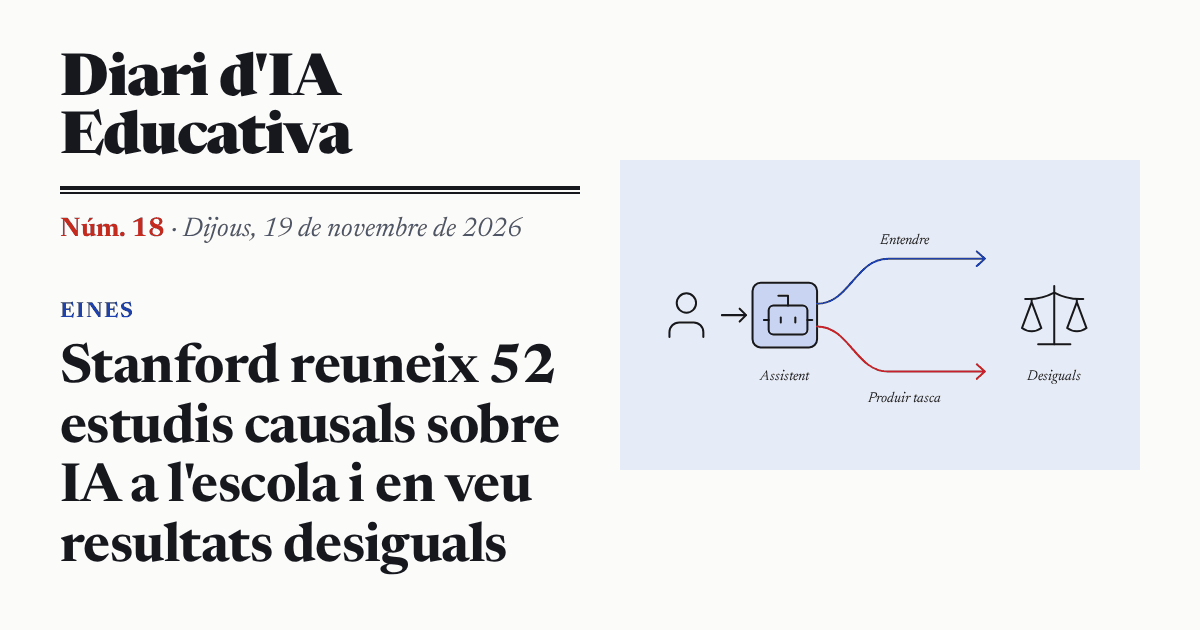 Diari d'IA
Educativa
Núm. 18 · Dijous, 19 de novembre de 2026
EINES
Stanford reuneix 52
estudis causals sobre
IA a l'escola i en veu
resultats desiguals
Entendre
Assistent
Produir tasca
Desiguals